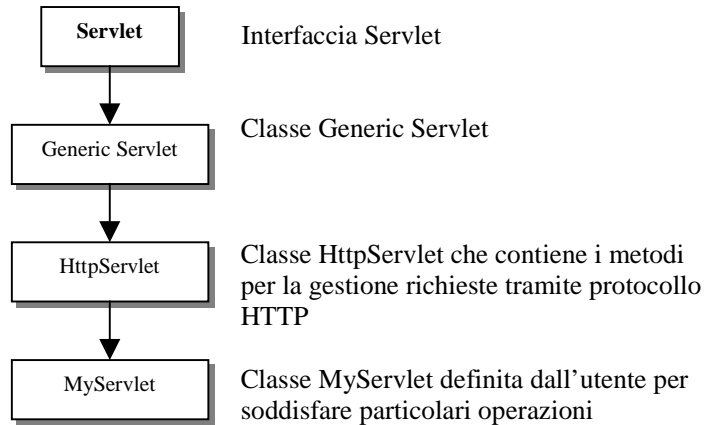 Servlet
Interfaccia Servlet
Generic Servlet
Classe Generic Servlet
HttpServlet
Classe HttpServlet che contiene i metodi
per la gestione richieste tramite protocollo
HTTP
MyServlet
Classe MyServlet definita dall'utente per
soddisfare particolari operazioni